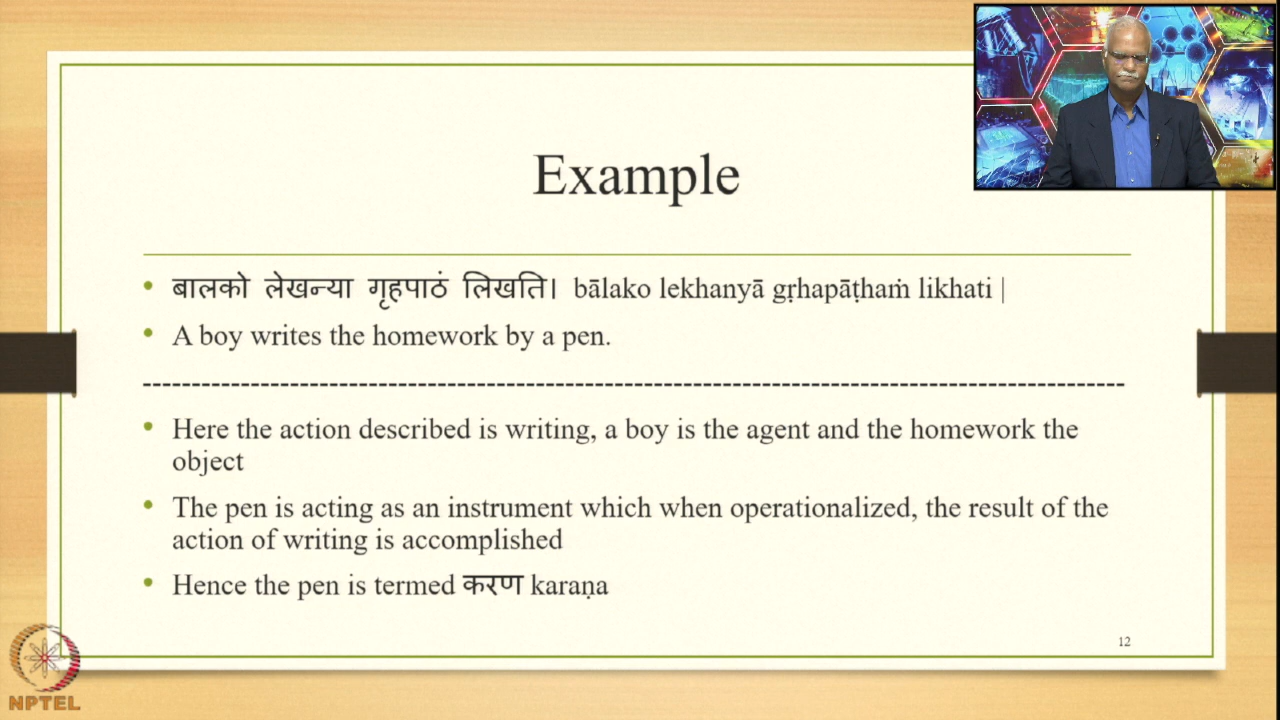 Example
बालको लेखन्या गृहपाठं लिखति। bālako lekhanyā gṛhapāṭhaṁ likhati |
A boy writes the homework by a pen.
--------------------------------------------------------------------------------------------------------
Here the action described is writing, a boy is the agent and the homework the
object
The pen is acting as an instrument which when operationalized, the result of the
action of writing is accomplished
Hence the pen is termed करण karaṇa
12
NPTEL